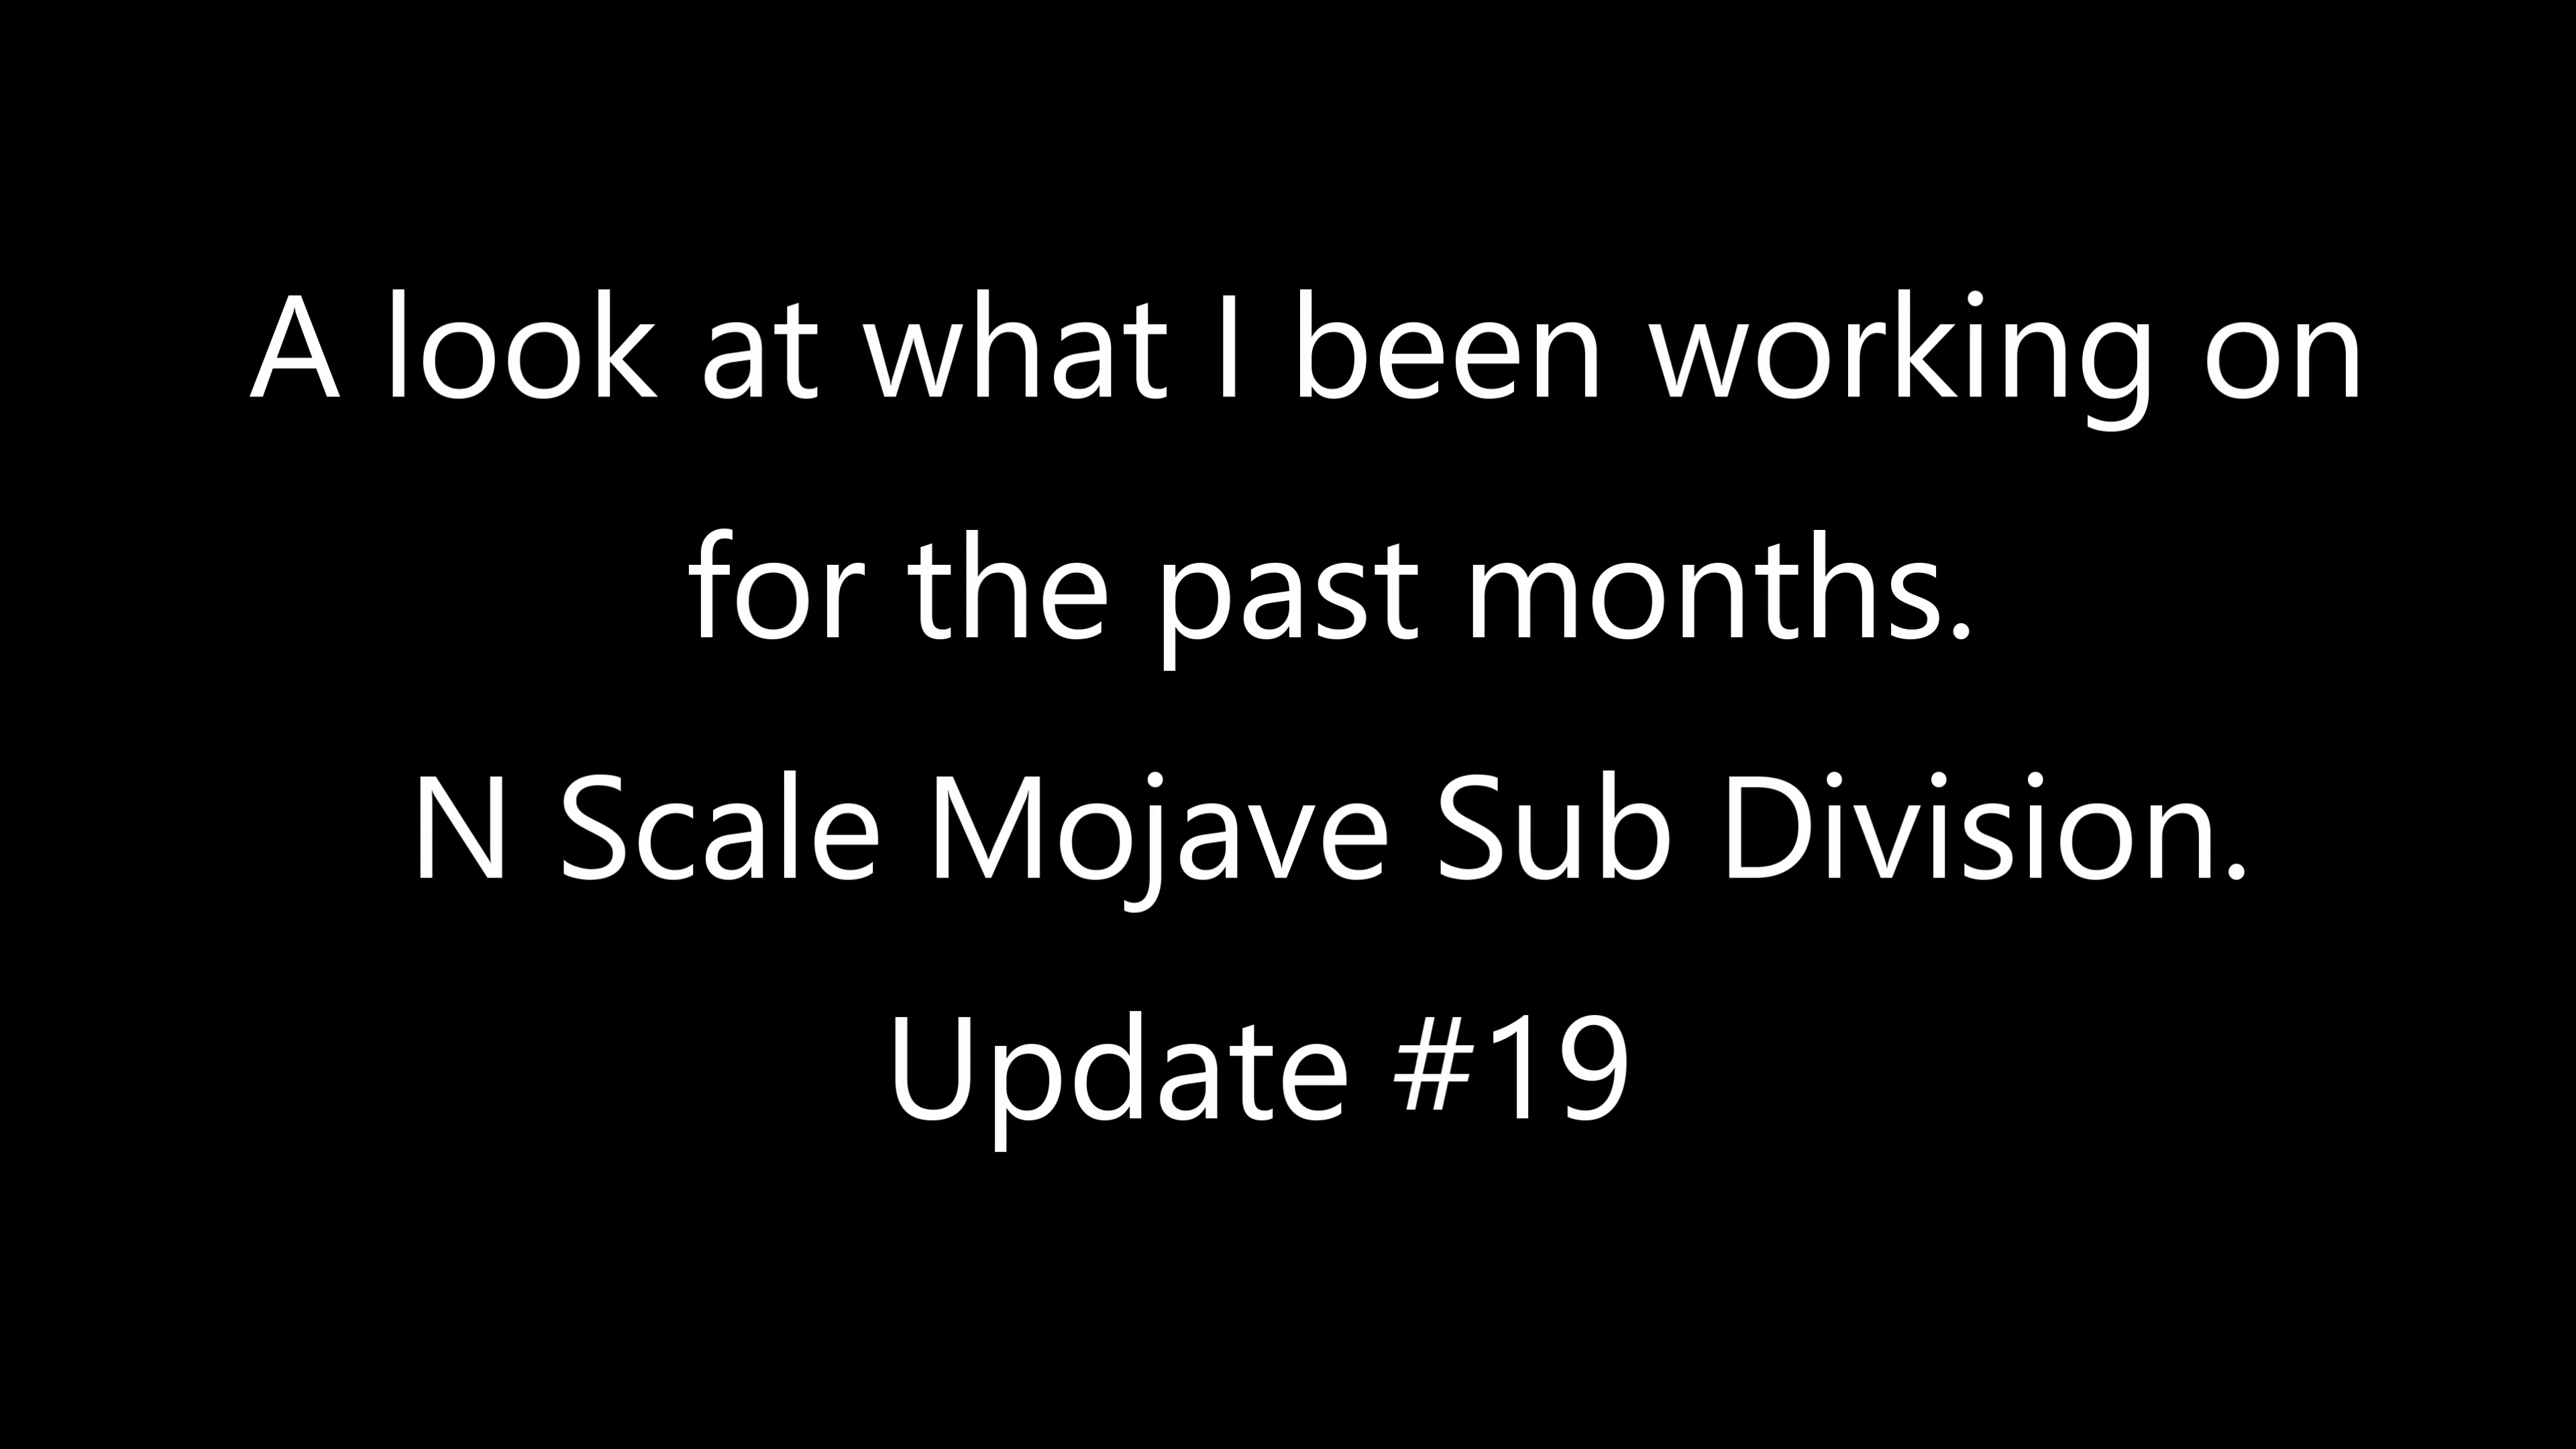 A look at what I been working on
for the past months.
N Scale Mojave Sub Division.
Update #19